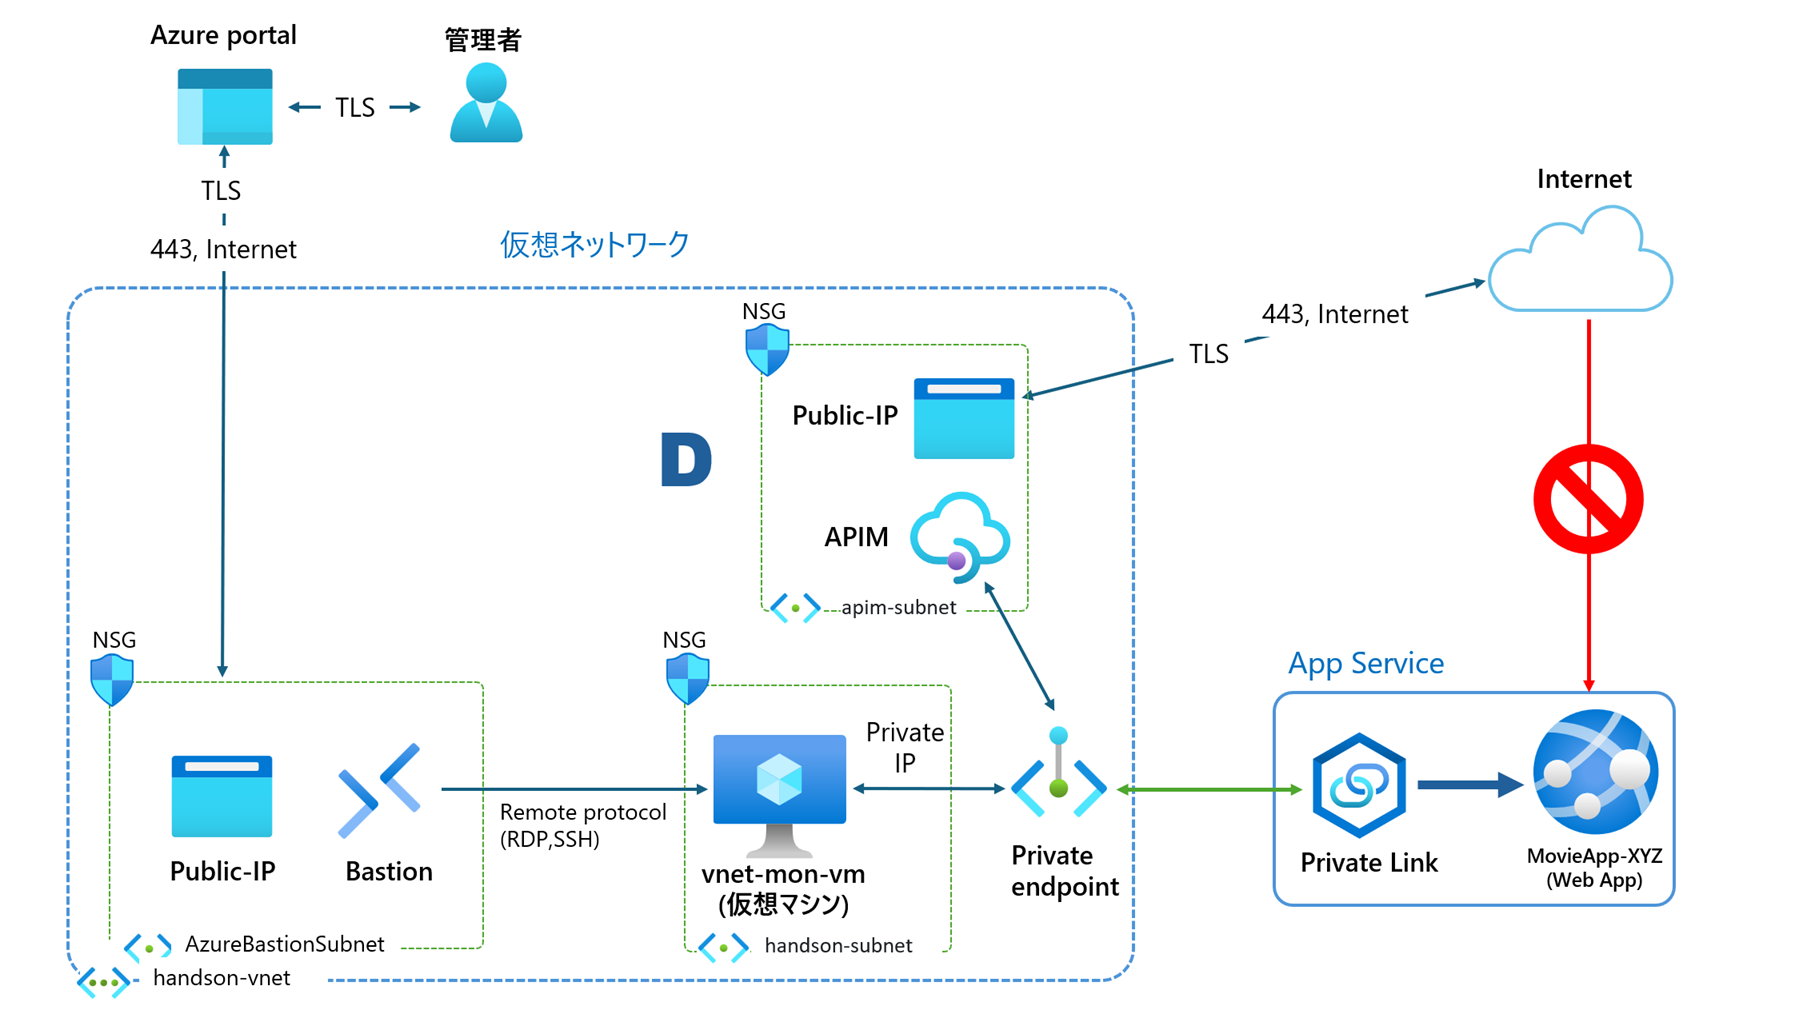 Azure portal
管理者
TLS
TLS
443, Internet
仮想ネットワーク
Internet
NSG
443, Internet
TLS
Public-IP
D
APIM
apim-subnet
NSG
NSG
App Service
Private
IP
Remote protocol
(RDP,SSH)
Public-IP
Bastion
vnet-mon-vm
(仮想マシン)
Private
endpoint
Private Link
MovieApp-XYZ
(Web App)
AzureBastionSubnet
handson-subnet
handson-vnet